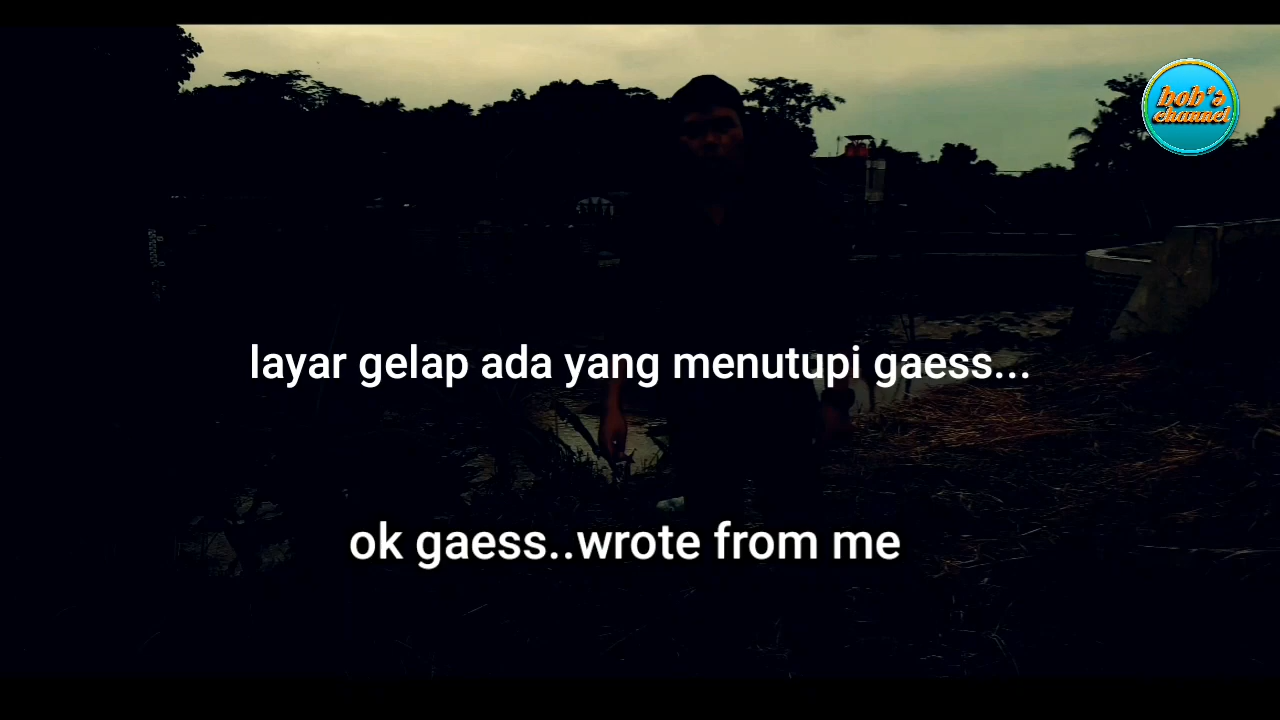 bob's
channel
layar gelap ada yang menutupi gaess...
ok gaess..wrote from me